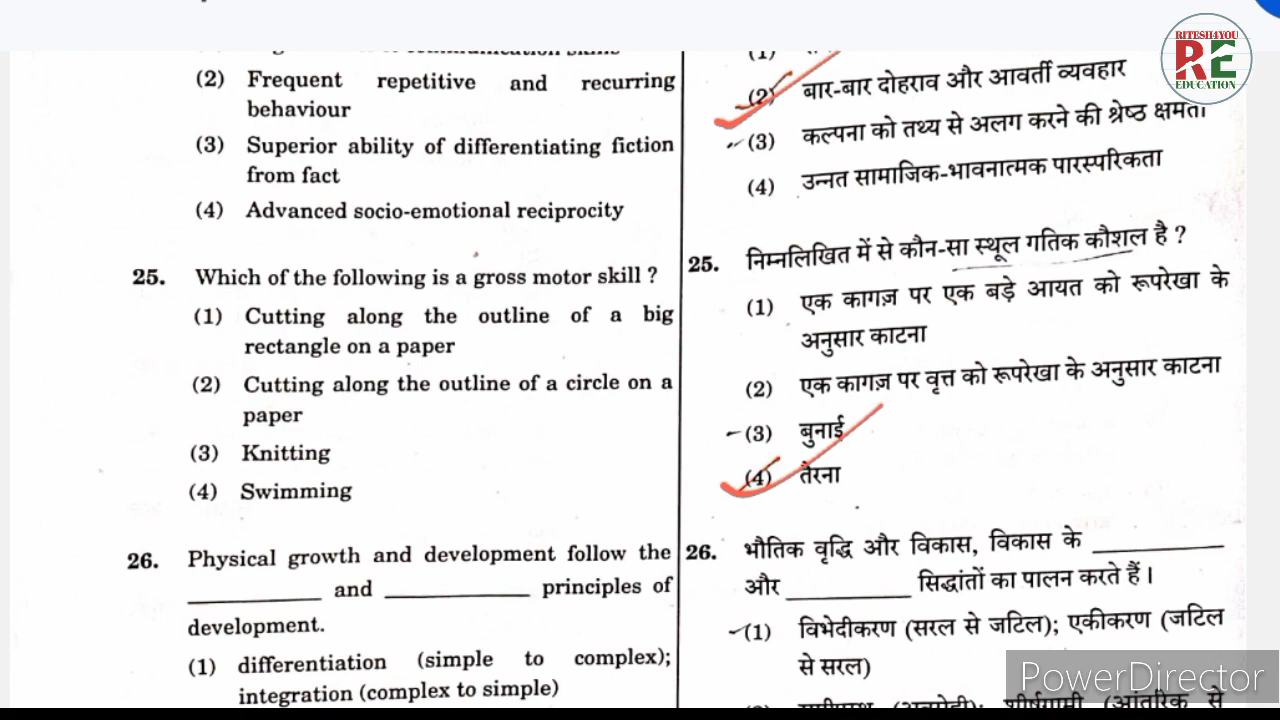 RITESH4YOU
RE
EDUCATION
(2) Frequent repetitive and recurring
behaviour
(3) Superior ability of differentiating fiction
from fact
(4) Advanced socio-emotional reciprocity
25. Which of the following is a gross motor skill ?
(1) Cutting along the outline of a big
rectangle on a paper
(2) Cutting along the outline of a circle on a
paper
(3) Knitting
(4) Swimming
26. Physical growth and development follow the
__________ and __________ principles of
development.
(1) differentiation (simple to complex);
integration (complex to simple)
(1)
(2) बार-बार दोहराव और आवर्ती व्यवहार
(3) कल्पना को तथ्य से अलग करने की श्रेष्ठ क्षमता
(4) उन्नत सामाजिक-भावनात्मक पारस्परिकता
25. निम्नलिखित में से कौन-सा स्थूल गतिक कौशल है ?
(1) एक कागज़ पर एक बड़े आयत को रूपरेखा के
अनुसार काटना
(2) एक कागज़ पर वृत्त को रूपरेखा के अनुसार काटना
(3) बुनाई
(4) तैरना
26. भौतिक वृद्धि और विकास, विकास के __________
और __________ सिद्धांतों का पालन करते हैं ।
(1) विभेदीकरण (सरल से जटिल); एकीकरण (जटिल
से सरल)
PowerDirector